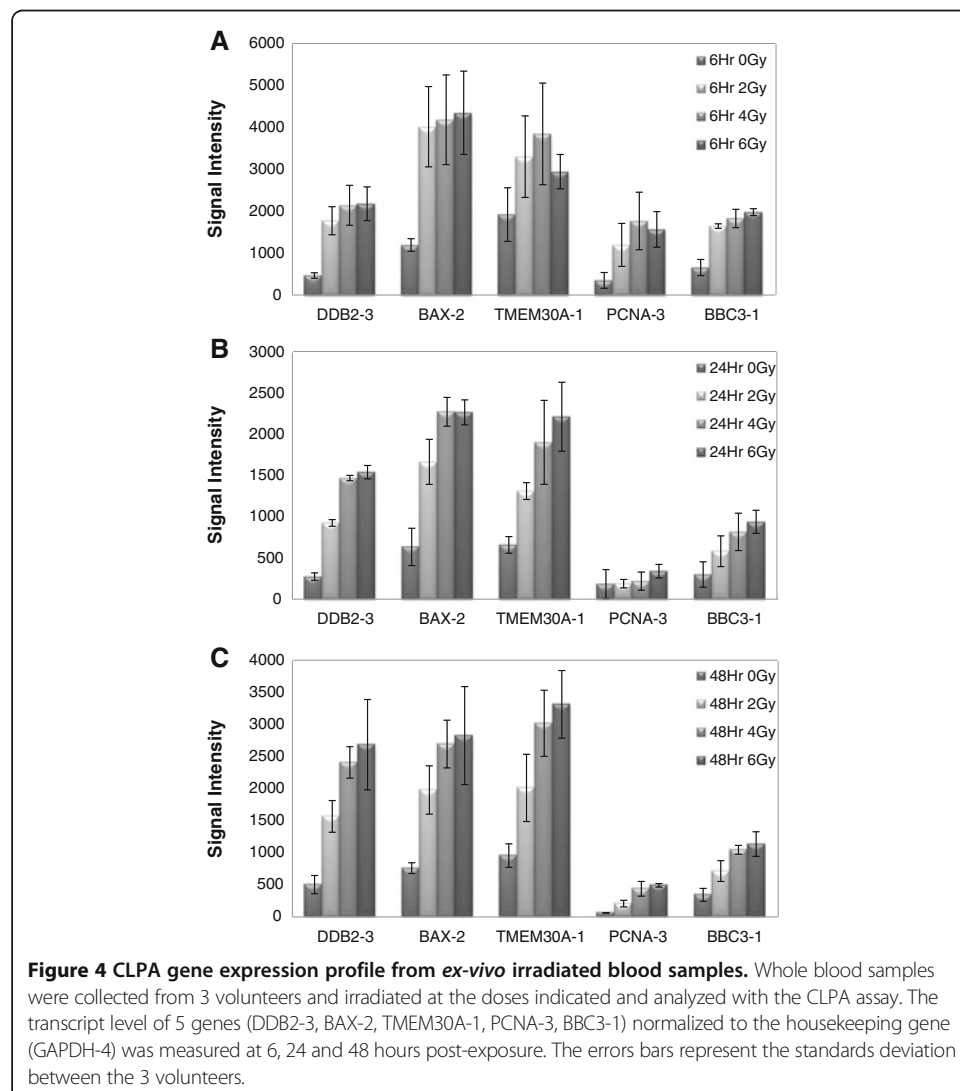 A
6000
5000
4000
3000
2000
1000
0
Signal Intensity
6Hr 0Gy
6Hr 2Gy
6Hr 4Gy
6Hr 6Gy
DDB2-3 BAX-2 TMEM30A-1 PCNA-3 BBC3-1
B
3000
2500
2000
1500
1000
500
0
Signal Intensity
24Hr 0Gy
24Hr 2Gy
24Hr 4Gy
24Hr 6Gy
DDB2-3 BAX-2 TMEM30A-1 PCNA-3 BBC3-1
C
4000
3500
3000
2500
2000
1500
1000
500
0
Signal Intensity
48Hr 0Gy
48Hr 2Gy
48Hr 4Gy
48Hr 6Gy
DDB2-3 BAX-2 TMEM30A-1 PCNA-3 BBC3-1
Figure 4 CLPA gene expression profile from ex-vivo irradiated blood samples. Whole blood samples
were collected from 3 volunteers and irradiated at the doses indicated and analyzed with the CLPA assay. The
transcript level of 5 genes (DDB2-3, BAX-2, TMEM30A-1, PCNA-3, BBC3-1) normalized to the housekeeping gene
(GAPDH-4) was measured at 6, 24 and 48 hours post-exposure. The errors bars represent the standards deviation
between the 3 volunteers.